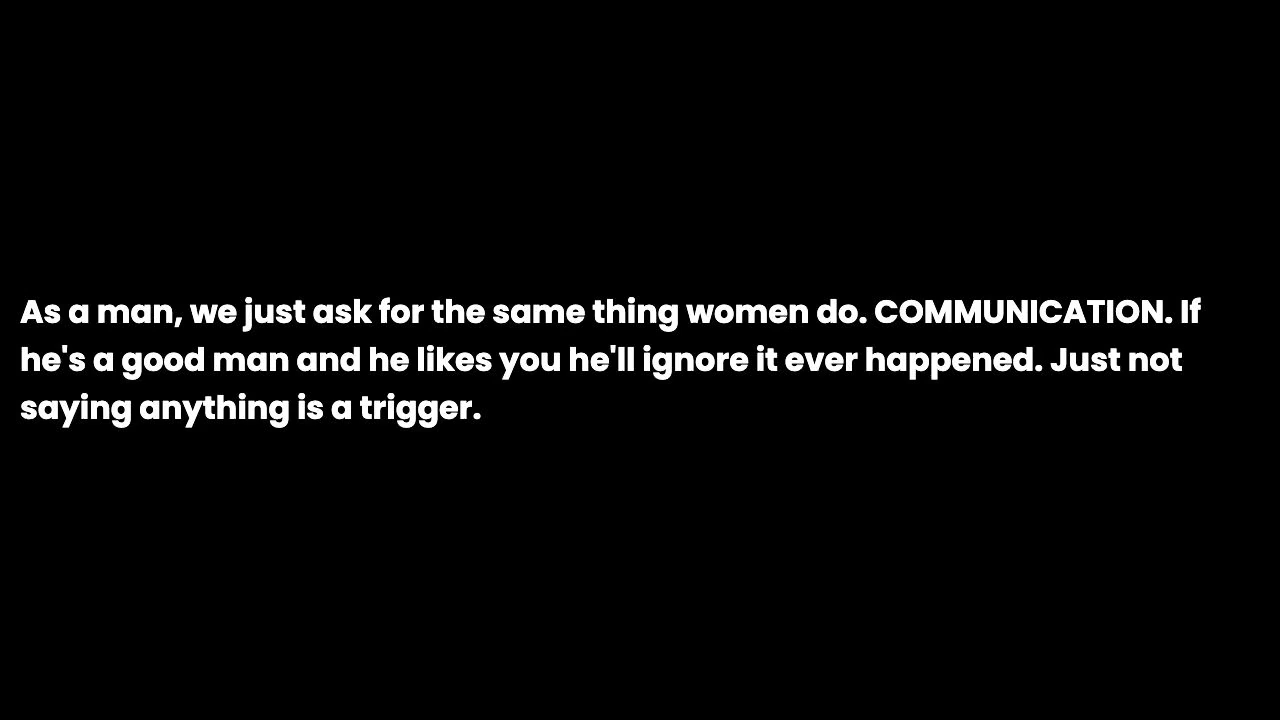 As a man, we just ask for the same thing women do. COMMUNICATION. If
he's a good man and he likes you he'll ignore it ever happened. Just not
saying anything is a trigger.